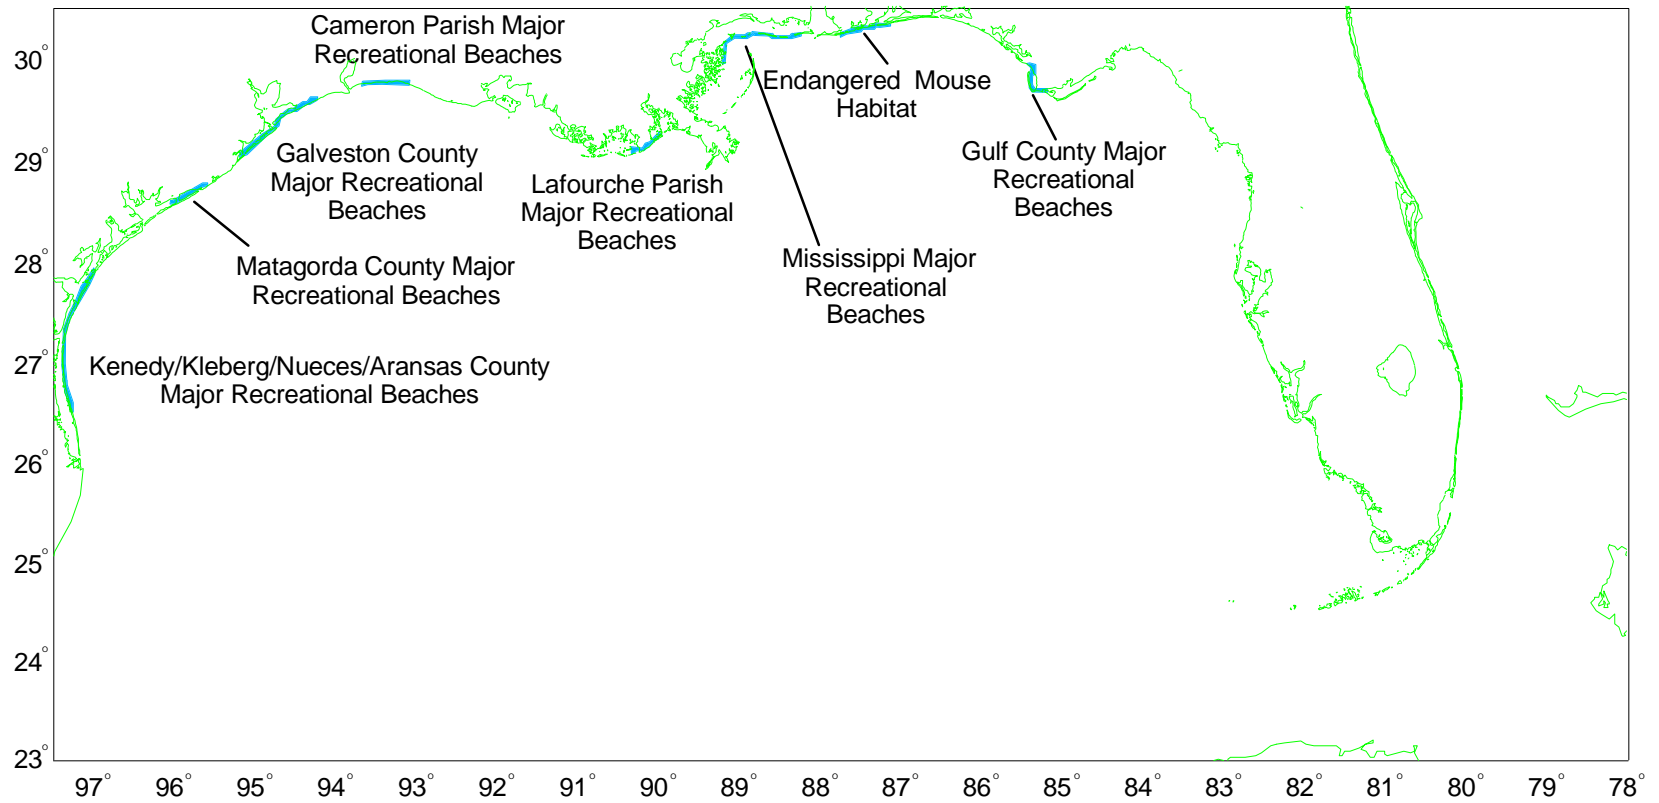 Cameron Parish Major
Recreational Beaches
Endangered  Mouse
Habitat
Galveston County
Major Recreational
Beaches
Lafourche Parish
Major Recreational
Beaches
Gulf County Major
Recreational
Beaches
Matagorda County Major
Recreational Beaches
Mississippi Major
Recreational
Beaches
Kenedy/Kleberg/Nueces/Aransas County
Major Recreational Beaches
30°
29°
28°
27°
26°
25°
24°
23°
97° 96° 95° 94° 93° 92° 91° 90° 89° 88° 87° 86° 85° 84° 83° 82° 81° 80° 79° 78°